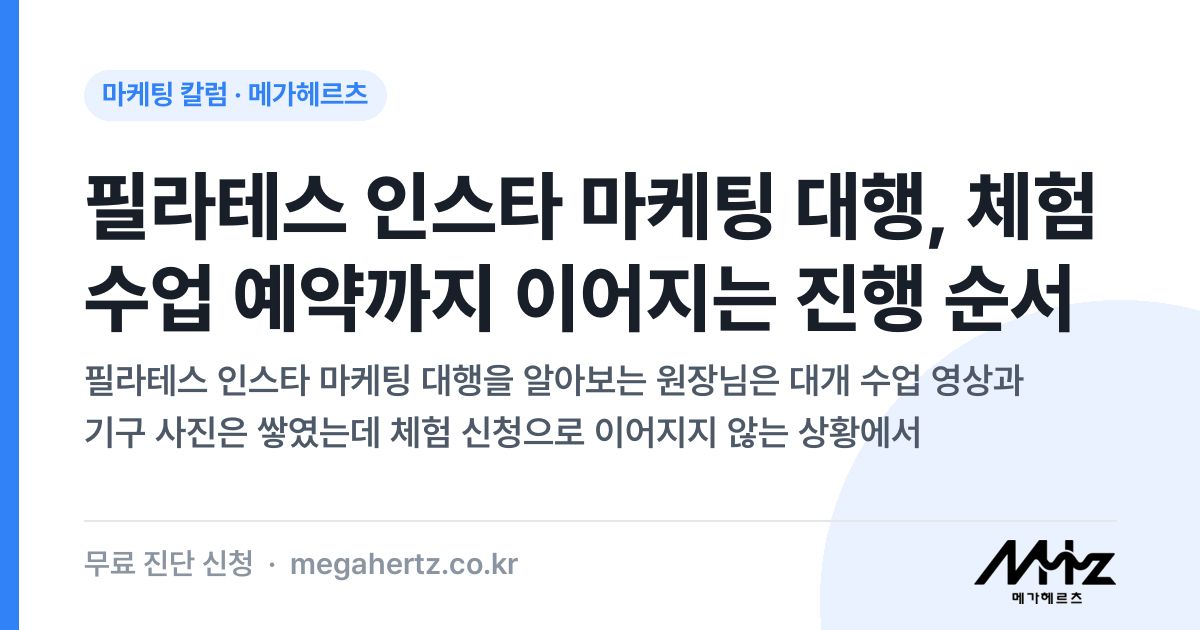 마케팅 칼럼 · 메가헤르츠
필라테스 인스타 마케팅 대행, 체험
수업 예약까지 이어지는 진행 순서
필라테스 인스타 마케팅 대행을 알아보는 원장님은 대개 수업 영상과
기구 사진은 쌓였는데 체험 신청으로 이어지지 않는 상황에서
무료 진단 신청 · megahertz.co.kr
MHz
메가헤르츠